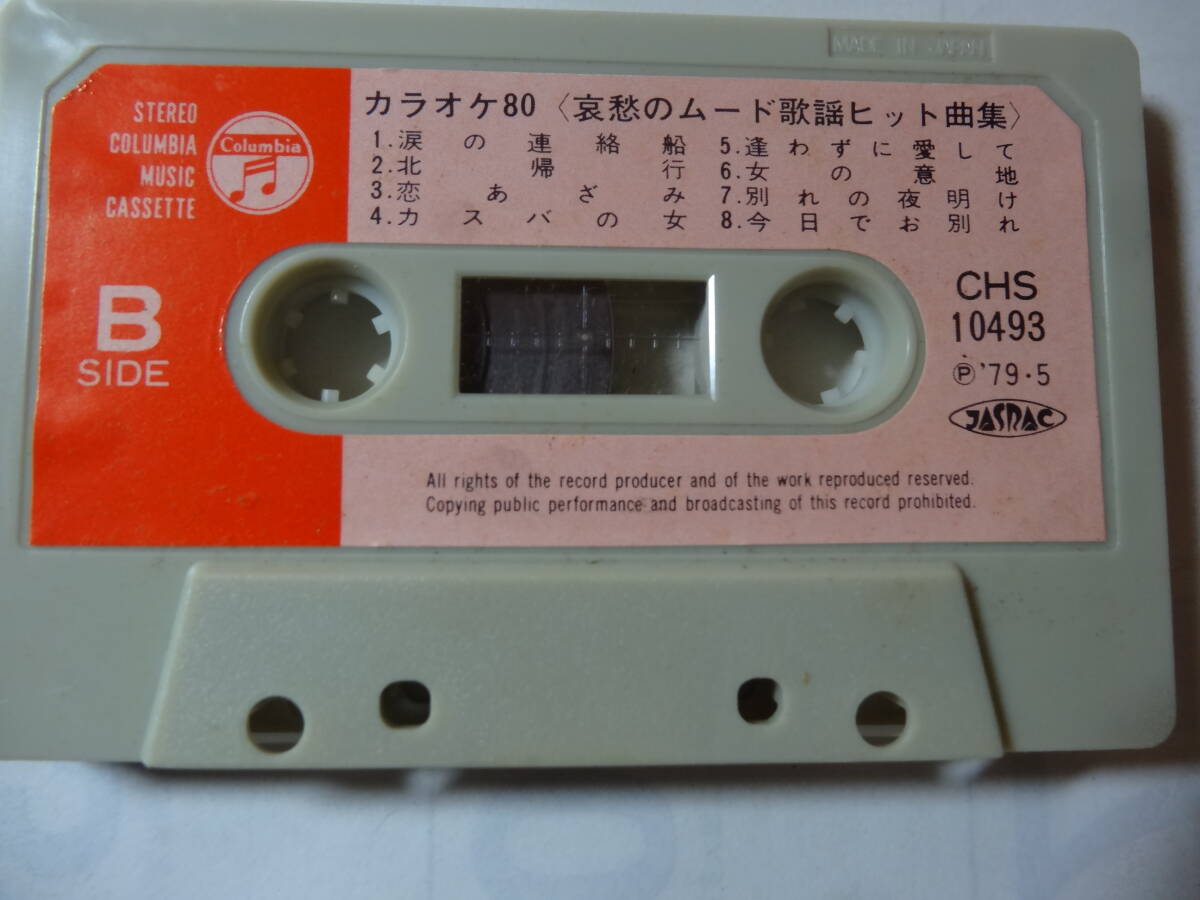 MADE IN JAPAN
STEREO
COLUMBIA
MUSIC
CASSETTE
Columbia
B
SIDE
カラオケ80〈哀愁のムード歌謡ヒット曲集〉
1.涙の連絡船
2.北帰行
3.恋あざみ
4.カスバの女
5.逢わずに愛して
6.女の意地
7.別れの夜明け
8.今日でお別れ
CHS
10493
Ⓟ'79・5
JASRAC
All rights of the record producer and of the work reproduced reserved.
Copying public performance and broadcasting of this record prohibited.